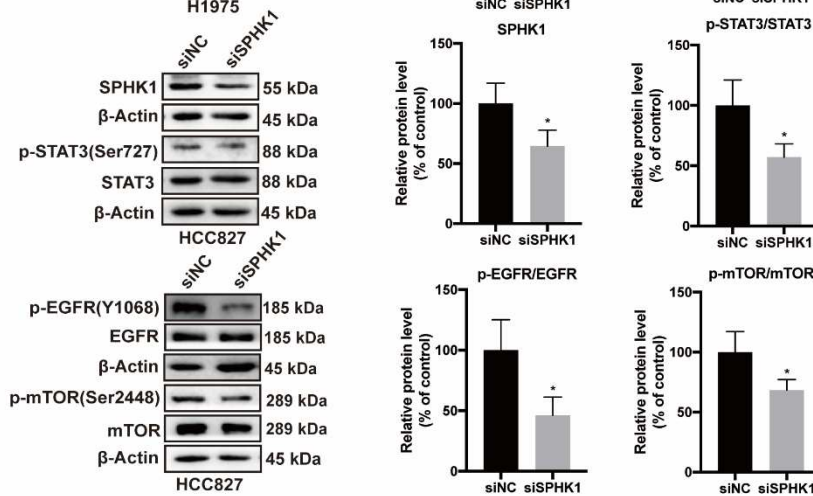 H1975
siNC siSPHK1
SPHK1 55 kDa
β-Actin 45 kDa
p-STAT3(Ser727) 88 kDa
STAT3 88 kDa
β-Actin 45 kDa
HCC827
siNC siSPHK1
p-EGFR(Y1068) 185 kDa
EGFR 185 kDa
β-Actin 45 kDa
p-mTOR(Ser2448) 289 kDa
mTOR 289 kDa
β-Actin 45 kDa
HCC827
siNC siSPHK1
SPHK1
Relative protein level
(% of control)
150
100
50
0
*
siNC siSPHK1
siNC siSPHK1
p-STAT3/STAT3
Relative protein level
(% of control)
150
100
50
0
*
siNC siSPHK1
p-EGFR/EGFR
Relative protein level
(% of control)
150
100
50
0
*
siNC siSPHK1
p-mTOR/mTOR
Relative protein level
(% of control)
150
100
50
0
*
siNC siSPHK1